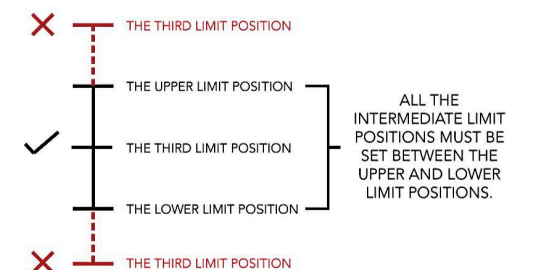 THE THIRD LIMIT POSITION
THE UPPER LIMIT POSITION
THE THIRD LIMIT POSITION
THE LOWER LIMIT POSITION
THE THIRD LIMIT POSITION
ALL THE
INTERMEDIATE LIMIT
POSITIONS MUST BE
SET BETWEEN THE
UPPER AND LOWER
LIMIT POSITIONS.